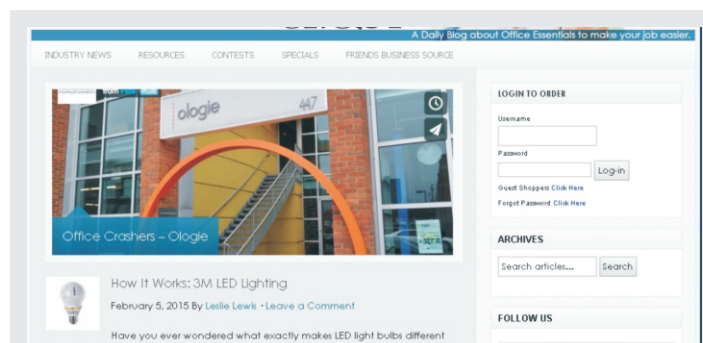 A Daily Blog about Office Essentials to make your job easier.
INDUSTRY NEWS RESOURCES CONTESTS SPECIALS FRIENDS BUSINESS SOURCE
ologie 447
Office Crashers – Ologie
How It Works: 3M LED Lighting
February 5, 2015 By Leslie Lewis • Leave a Comment
Have you ever wondered what exactly makes LED light bulbs different
LOGIN TO ORDER
Username
Password
Log-in
Guest Shoppers Click Here
Forgot Password Click Here
ARCHIVES
Search articles... Search
FOLLOW US